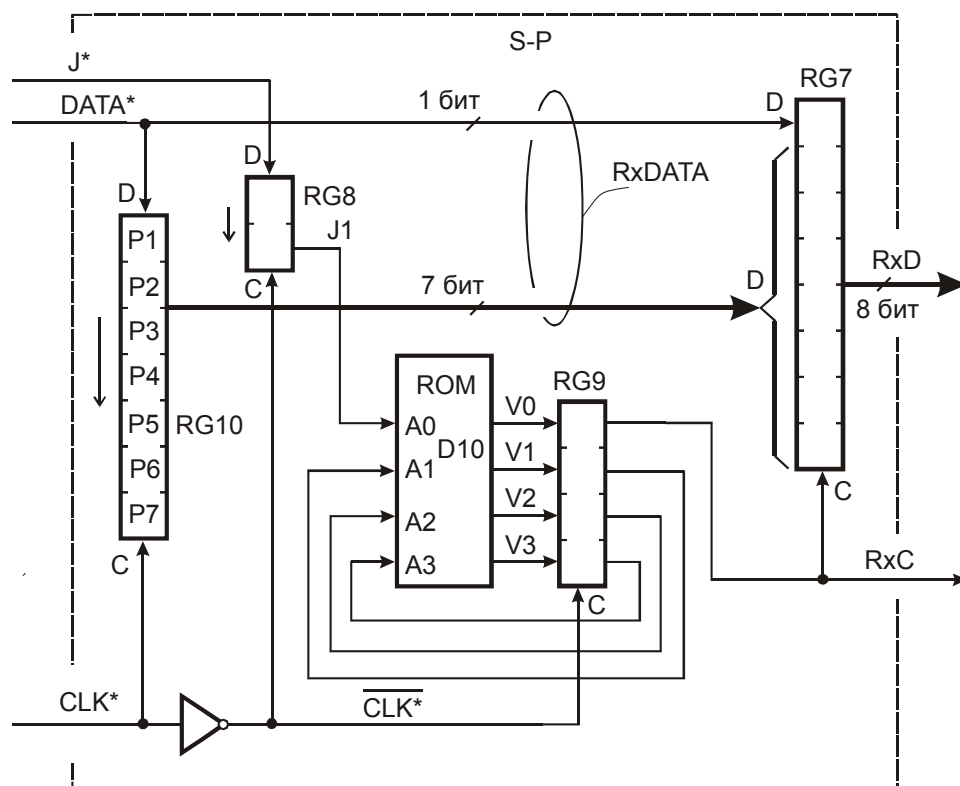 S-P
J*
RG7
DATA*
1 бит
D
D
RG8
RxDATA
D
J1
P1
C
7 бит
D
RxD
8 бит
P2
P3
P4
P5
P6
P7
RG10
ROM
D10
A0
A1
A2
A3
V0
V1
V2
V3
RG9
C
C
C
RxC
CLK*
CLK*